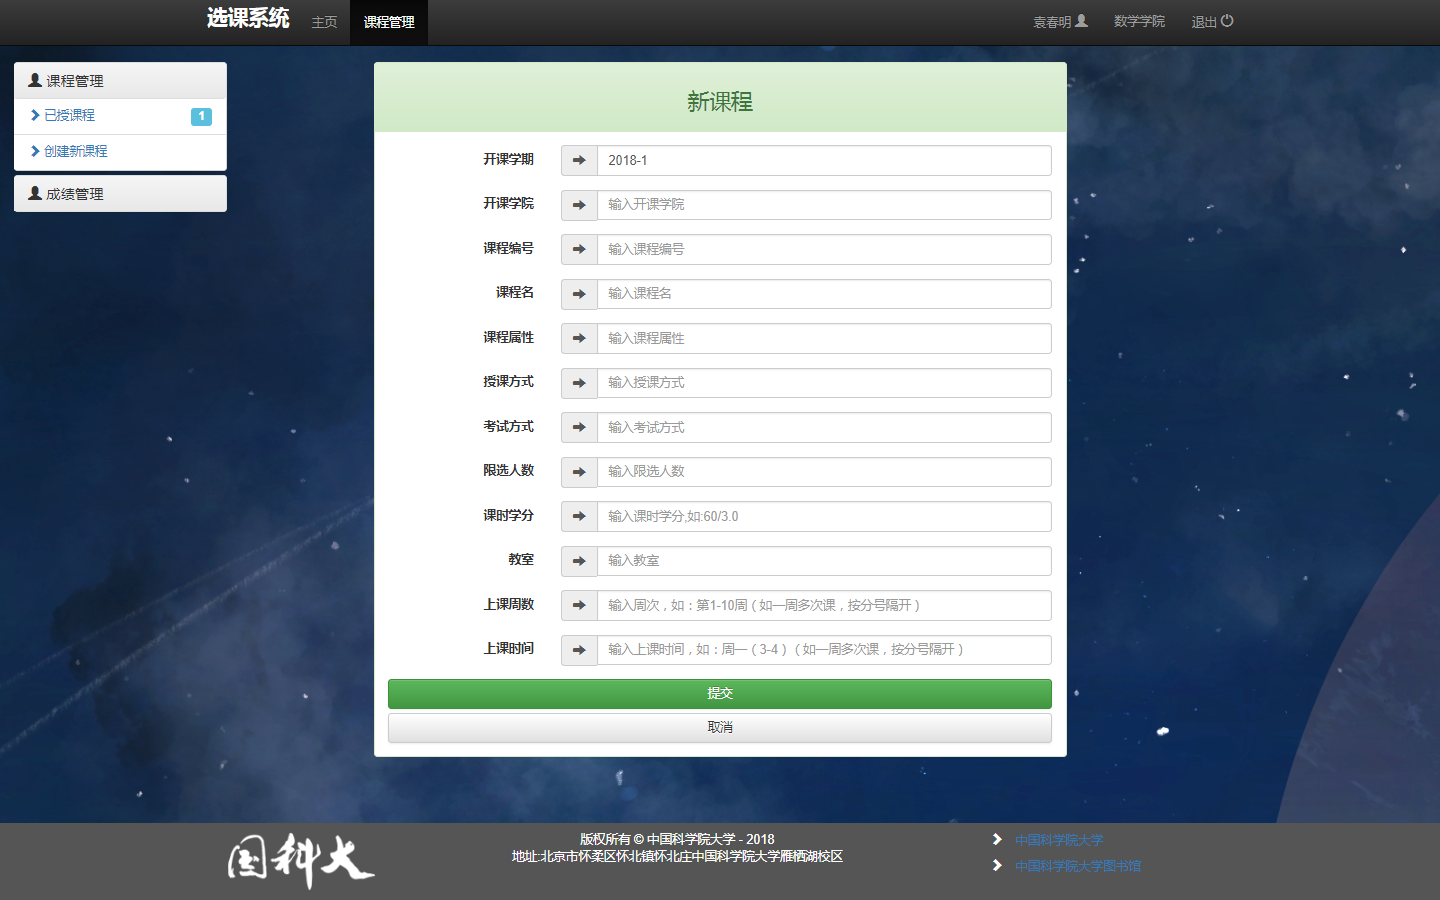 选课系统 主页 课程管理 袁春明 数学学院 退出
课程管理
已授课程 1
创建新课程
成绩管理
新课程
开课学期 2018-1
开课学院 输入开课学院
课程编号 输入课程编号
课程名 输入课程名
课程属性 输入课程属性
授课方式 输入授课方式
考试方式 输入考试方式
限选人数 输入限选人数
课时学分 输入课时学分,如:60/3.0
教室 输入教室
上课周数 输入周次，如：第1-10周（如一周多次课，按分号隔开）
上课时间 输入上课时间，如：周一（3-4）（如一周多次课，按分号隔开）
提交
取消
国科大
版权所有 © 中国科学院大学 - 2018
地址:北京市怀柔区怀北镇怀北庄中国科学院大学雁栖湖校区
中国科学院大学
中国科学院大学图书馆